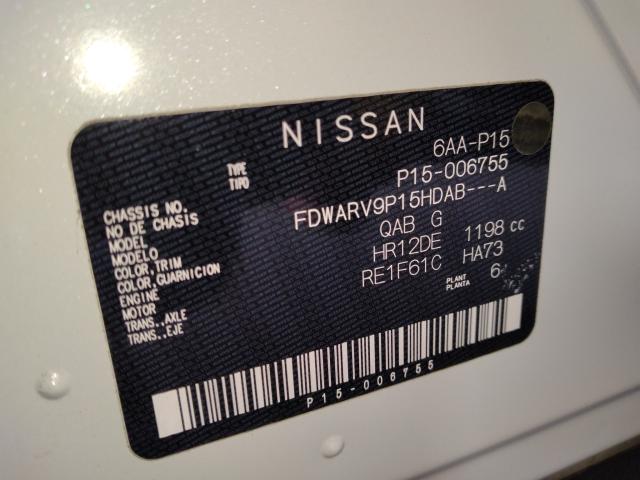 NISSAN
TYPE
TIPO
6AA-P15
CHASSIS NO.
NO DE CHASIS
P15-006755
MODEL
MODELO
FDWARV9P15HDAB---A
COLOR,TRIM
COLOR,GUARNICION
QAB G
ENGINE
MOTOR
HR12DE 1198 cc
TRANS.,AXLE
TRANS.,EJE
RE1F61C HA73
PLANT
PLANTA
6
P15-006755